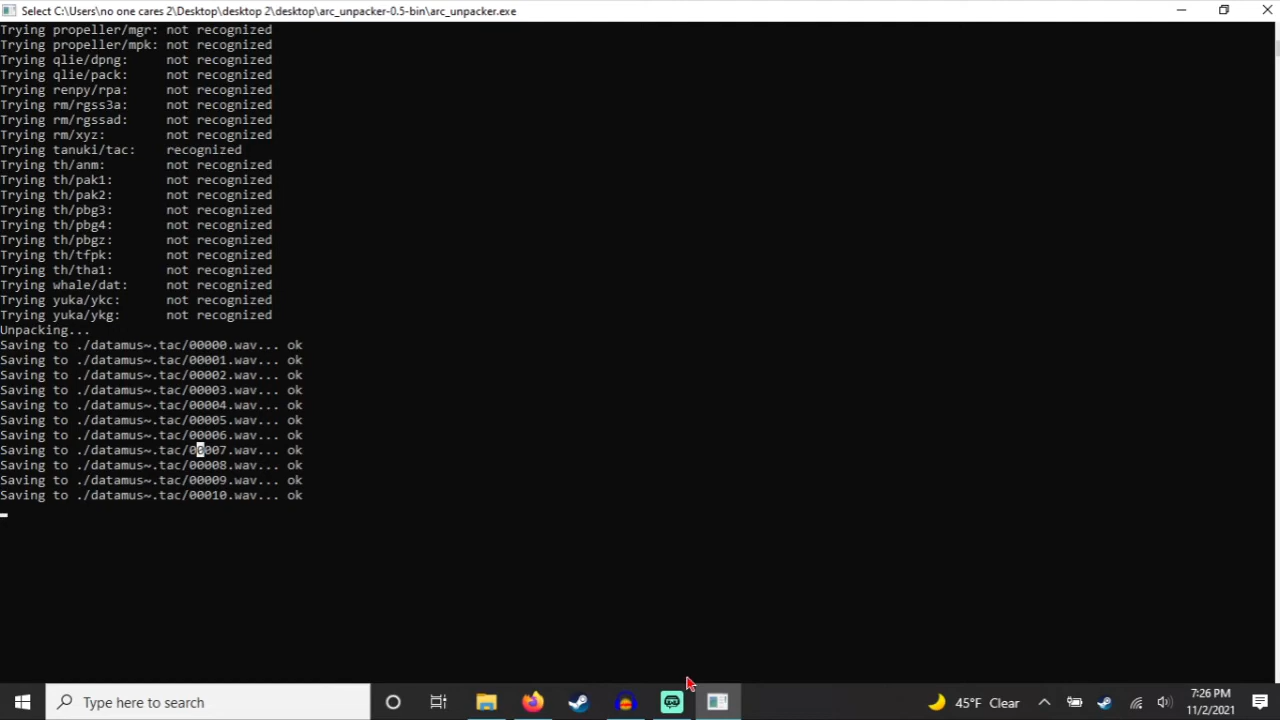 Select C:\Users\no one cares 2\Desktop\desktop 2\desktop\arc_unpacker-0.5-bin\arc_unpacker.exe
Trying propeller/mgr: not recognized
Trying propeller/mpk: not recognized
Trying qlie/dpng: not recognized
Trying qlie/pack: not recognized
Trying renpy/rpa: not recognized
Trying rm/rgss3a: not recognized
Trying rm/rgssad: not recognized
Trying rm/xyz: not recognized
Trying tanuki/tac: recognized
Trying th/anm: not recognized
Trying th/pak1: not recognized
Trying th/pak2: not recognized
Trying th/pbg3: not recognized
Trying th/pbg4: not recognized
Trying th/pbgz: not recognized
Trying th/tfpk: not recognized
Trying th/tha1: not recognized
Trying whale/dat: not recognized
Trying yuka/ykc: not recognized
Trying yuka/ykg: not recognized
Unpacking...
Saving to ./datamus~.tac/00000.wav... ok
Saving to ./datamus~.tac/00001.wav... ok
Saving to ./datamus~.tac/00002.wav... ok
Saving to ./datamus~.tac/00003.wav... ok
Saving to ./datamus~.tac/00004.wav... ok
Saving to ./datamus~.tac/00005.wav... ok
Saving to ./datamus~.tac/00006.wav... ok
Saving to ./datamus~.tac/00007.wav... ok
Saving to ./datamus~.tac/00008.wav... ok
Saving to ./datamus~.tac/00009.wav... ok
Saving to ./datamus~.tac/00010.wav... ok
Type here to search
45°F Clear
7:26 PM
11/2/2021